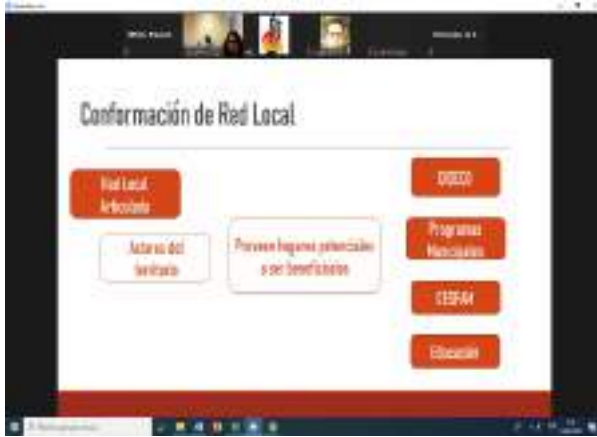 Conformación de Red Local
Red Local
Articulada
Actores del
territorio
Proveen hogares potenciales
a ser beneficiarios
DIDECO
Programas
Municipales
CESFAM
Educación